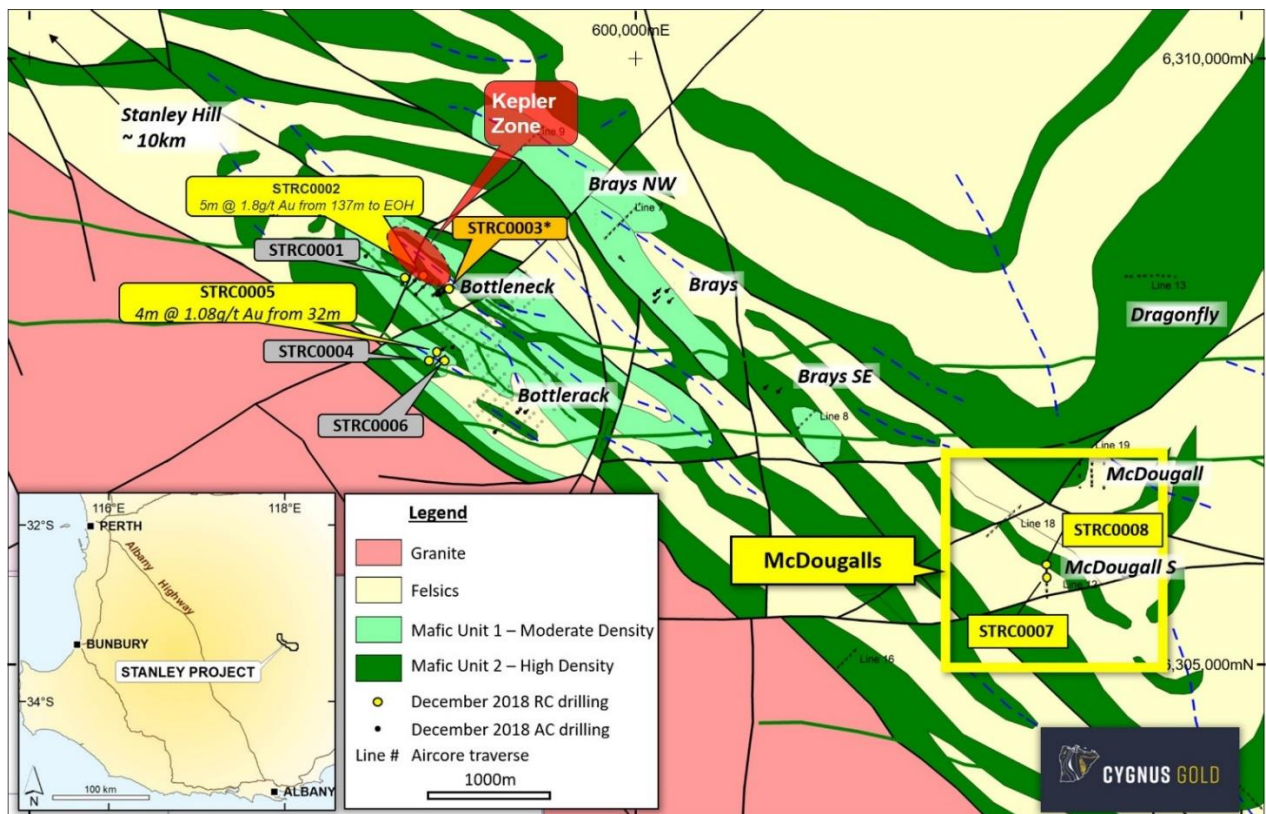 600,000mE
6,310,000mN
Stanley Hill
~ 10km
Kepler
Zone
Line 9
Brays NW
Line 7
STRC0002
5m @ 1.8g/t Au from 137m to EOH
STRC0003*
STRC0001
Bottleneck
Brays
Line 13
STRC0005
4m @ 1.08g/t Au from 32m
Dragonfly
STRC0004
Brays SE
Bottlerack
Line 8
STRC0006
Line 19
McDougall
Line 18
STRC0008
McDougalls
McDougall S
Line 12
STRC0007
Line 16
6,305,000mN
116°E
118°E
32°S
PERTH
Albany Highway
BUNBURY
STANLEY PROJECT
34°S
ALBANY
N
100 km
Legend
Granite
Felsics
Mafic Unit 1 – Moderate Density
Mafic Unit 2 – High Density
December 2018 RC drilling
December 2018 AC drilling
Line # Aircore traverse
1000m
CYGNUS GOLD